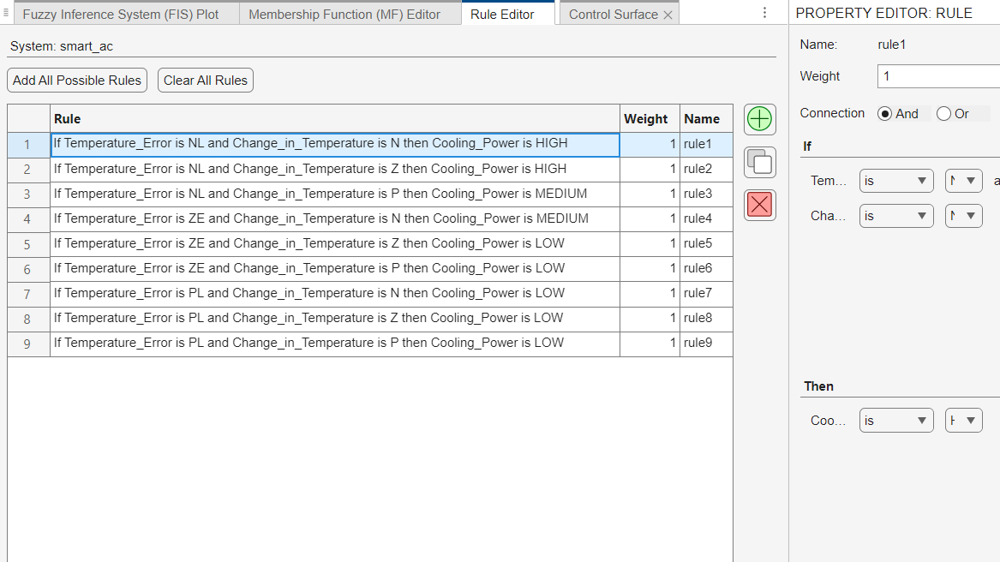 Fuzzy Inference System (FIS) Plot Membership Function (MF) Editor Rule Editor Control Surface
System: smart_ac
Add All Possible Rules Clear All Rules
Rule Weight Name
1 If Temperature_Error is NL and Change_in_Temperature is N then Cooling_Power is HIGH 1 rule1
2 If Temperature_Error is NL and Change_in_Temperature is Z then Cooling_Power is HIGH 1 rule2
3 If Temperature_Error is NL and Change_in_Temperature is P then Cooling_Power is MEDIUM 1 rule3
4 If Temperature_Error is ZE and Change_in_Temperature is N then Cooling_Power is MEDIUM 1 rule4
5 If Temperature_Error is ZE and Change_in_Temperature is Z then Cooling_Power is LOW 1 rule5
6 If Temperature_Error is ZE and Change_in_Temperature is P then Cooling_Power is LOW 1 rule6
7 If Temperature_Error is PL and Change_in_Temperature is N then Cooling_Power is LOW 1 rule7
8 If Temperature_Error is PL and Change_in_Temperature is Z then Cooling_Power is LOW 1 rule8
9 If Temperature_Error is PL and Change_in_Temperature is P then Cooling_Power is LOW 1 rule9
PROPERTY EDITOR: RULE
Name: rule1
Weight 1
Connection And Or
If
Tem... is
Cha... is
Then
Coo... is